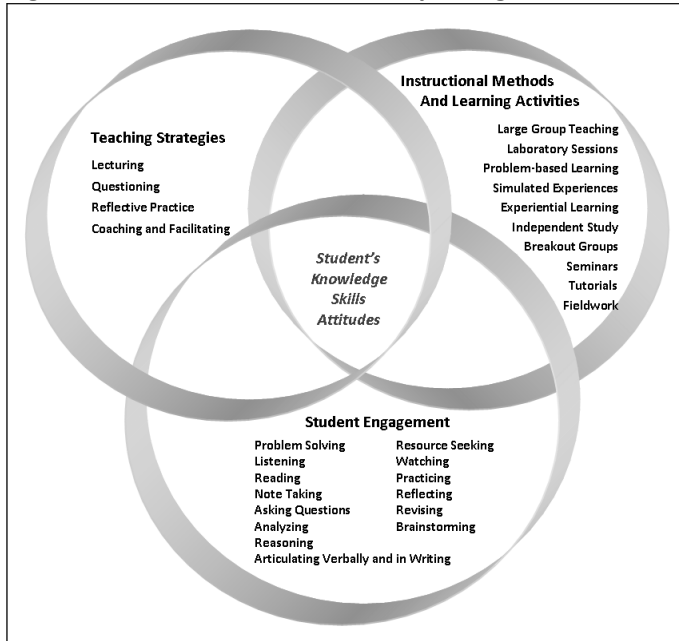 Teaching Strategies
Lecturing
Questioning
Reflective Practice
Coaching and Facilitating
Instructional Methods
And Learning Activities
Large Group Teaching
Laboratory Sessions
Problem-based Learning
Simulated Experiences
Experiential Learning
Independent Study
Breakout Groups
Seminars
Tutorials
Fieldwork
Student's
Knowledge
Skills
Attitudes
Student Engagement
Problem Solving
Listening
Reading
Note Taking
Asking Questions
Analyzing
Reasoning
Articulating Verbally and in Writing
Resource Seeking
Watching
Practicing
Reflecting
Revising
Brainstorming